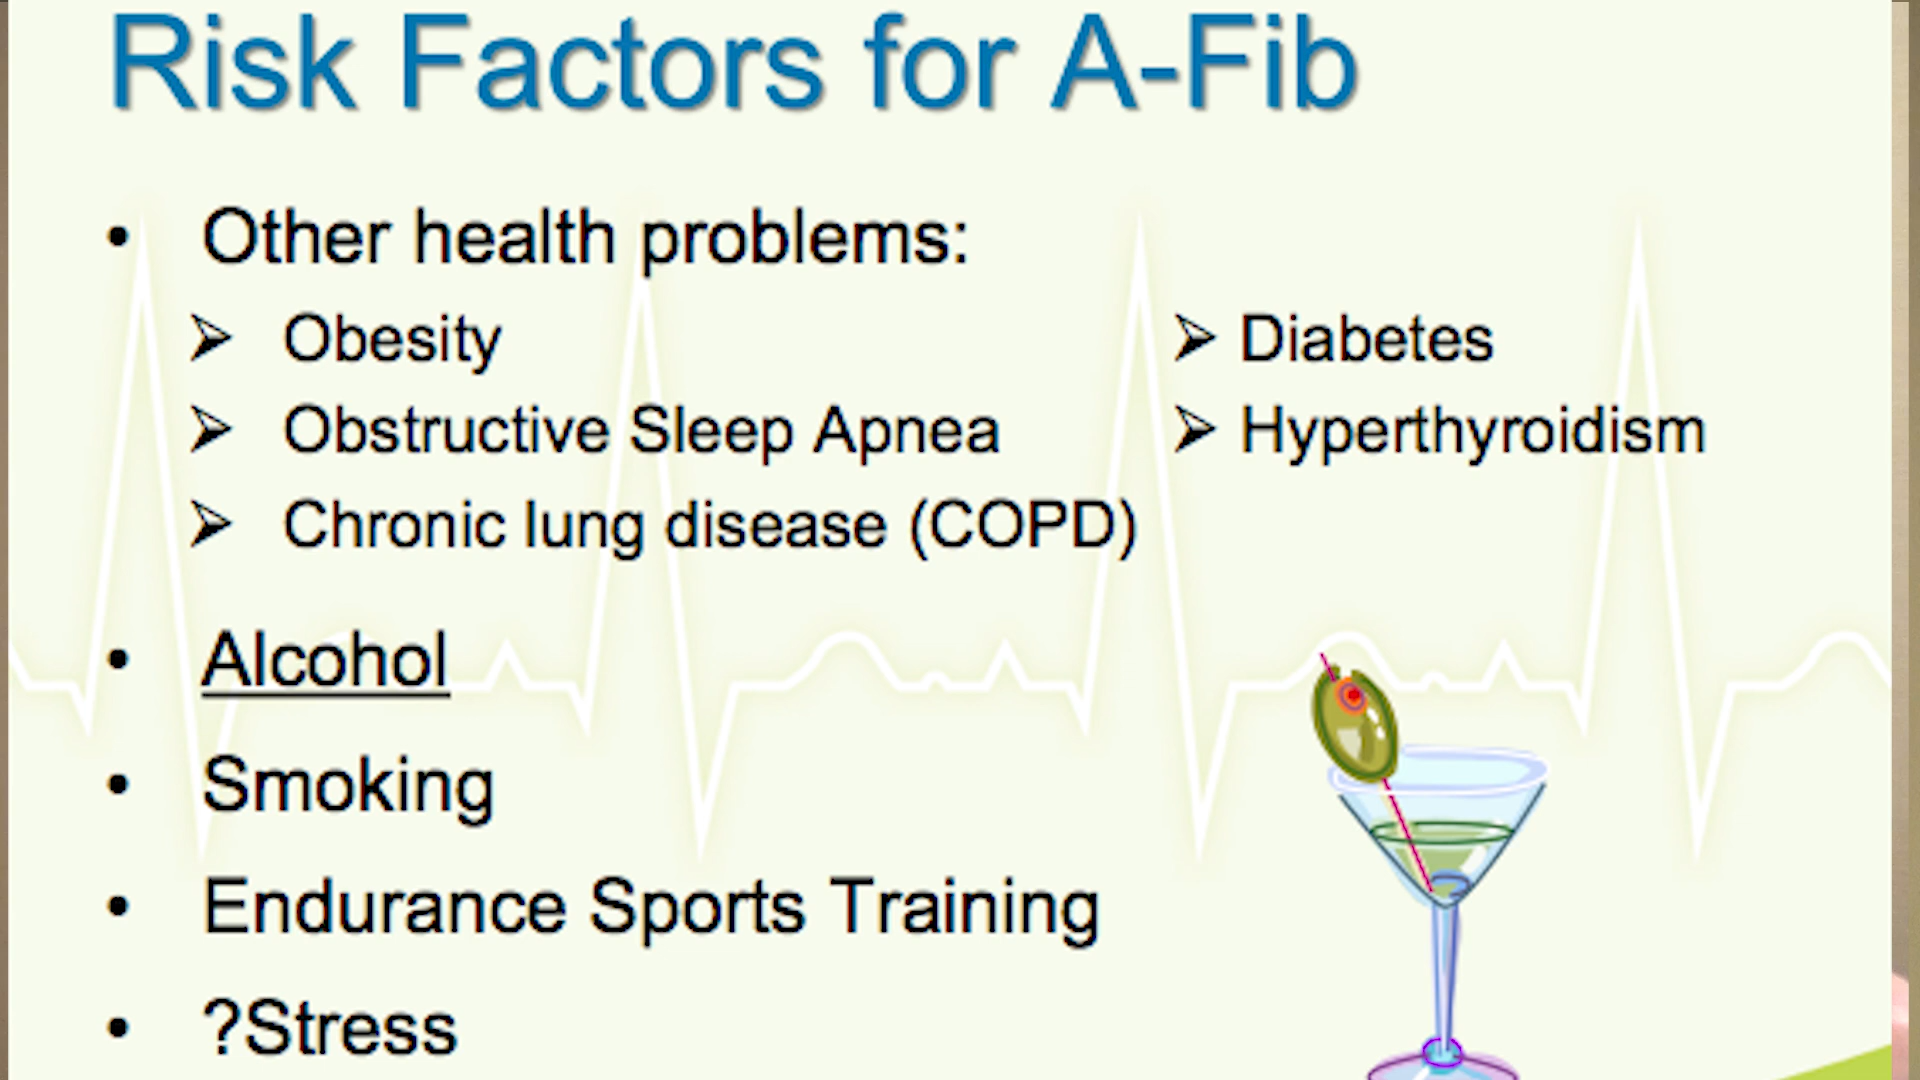 Risk Factors for A-Fib
• Other health problems:
➢ Obesity
➢ Obstructive Sleep Apnea
➢ Chronic lung disease (COPD)
➢ Diabetes
➢ Hyperthyroidism
• Alcohol
• Smoking
• Endurance Sports Training
• ?Stress